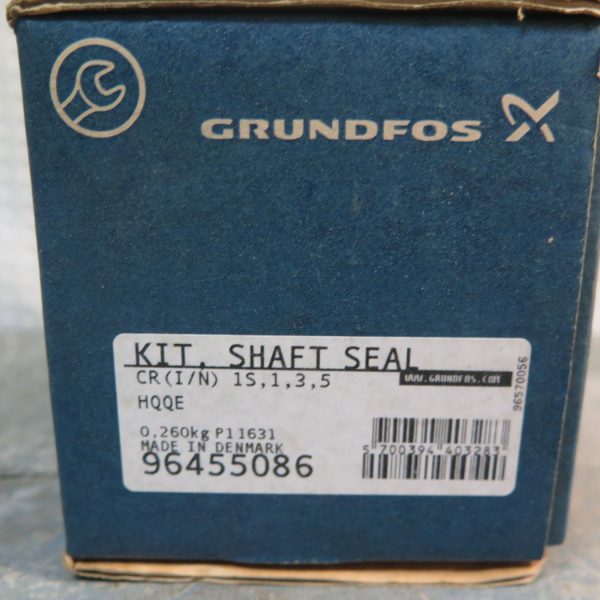 GRUNDFOS
KIT, SHAFT SEAL
CR(I/N) 1S,1,3,5
WWW.GRUNDFOS.COM
HQQE
0,260kg P11631
MADE IN DENMARK
96455086
5 700394 403283
96570056